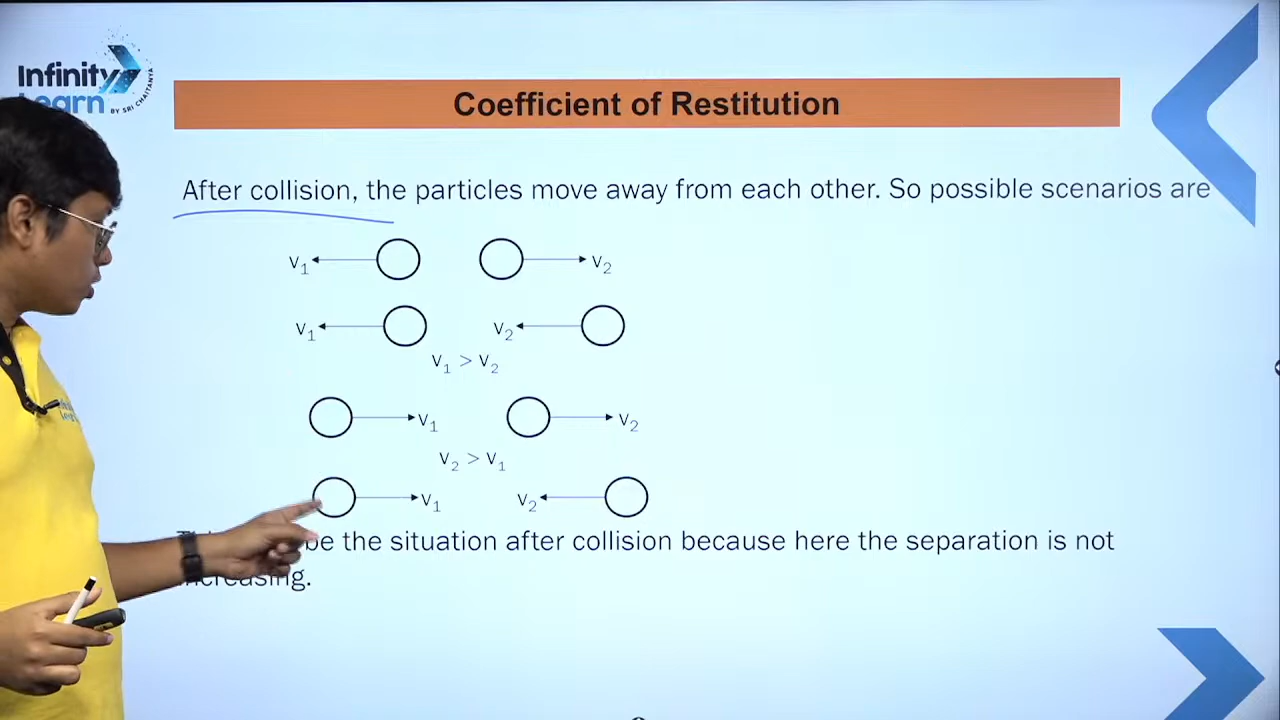 Infinity
Learn
BY SRI CHAITANYA
Coefficient of Restitution
After collision, the particles move away from each other. So possible scenarios are
v₁ v₂
v₁ v₂
v₁ > v₂
v₁ v₂
v₂ > v₁
v₁ v₂
be the situation after collision because here the separation is not
increasing.